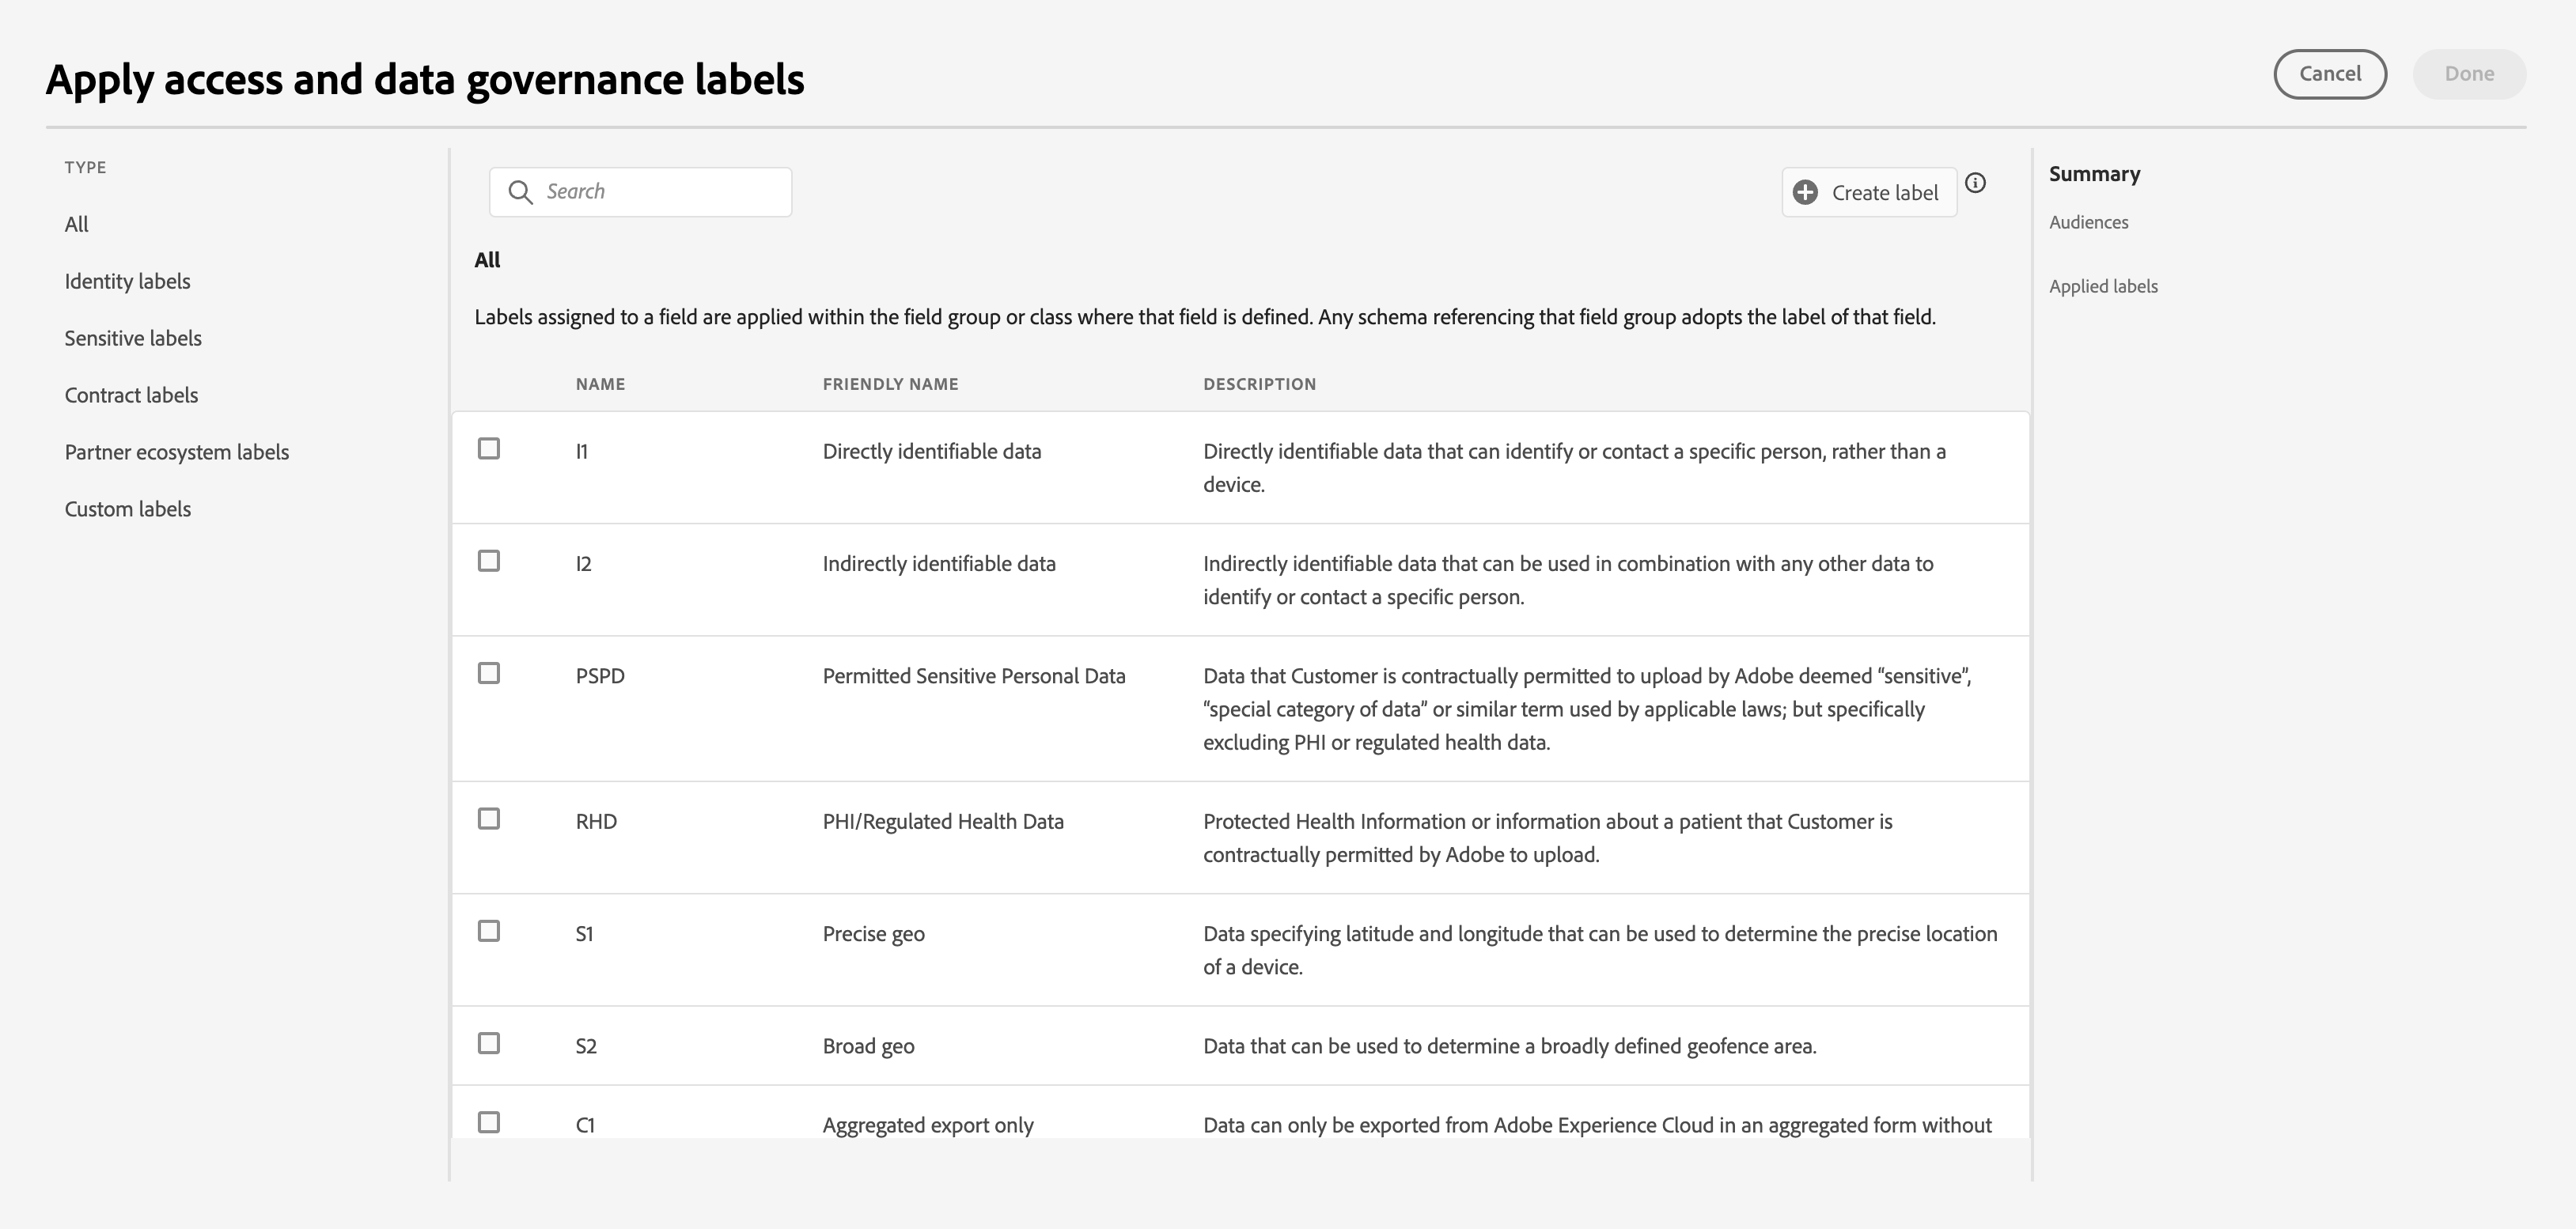 Apply access and data governance labels
Cancel
Done
TYPE
All
Identity labels
Sensitive labels
Contract labels
Partner ecosystem labels
Custom labels
Search
Create label
All
Labels assigned to a field are applied within the field group or class where that field is defined. Any schema referencing that field group adopts the label of that field.
NAME FRIENDLY NAME DESCRIPTION
I1 Directly identifiable data Directly identifiable data that can identify or contact a specific person, rather than a
device.
I2 Indirectly identifiable data Indirectly identifiable data that can be used in combination with any other data to
identify or contact a specific person.
PSPD Permitted Sensitive Personal Data Data that Customer is contractually permitted to upload by Adobe deemed “sensitive”,
“special category of data” or similar term used by applicable laws; but specifically
excluding PHI or regulated health data.
RHD PHI/Regulated Health Data Protected Health Information or information about a patient that Customer is
contractually permitted by Adobe to upload.
S1 Precise geo Data specifying latitude and longitude that can be used to determine the precise location
of a device.
S2 Broad geo Data that can be used to determine a broadly defined geofence area.
C1 Aggregated export only Data can only be exported from Adobe Experience Cloud in an aggregated form without
Summary
Audiences
Applied labels